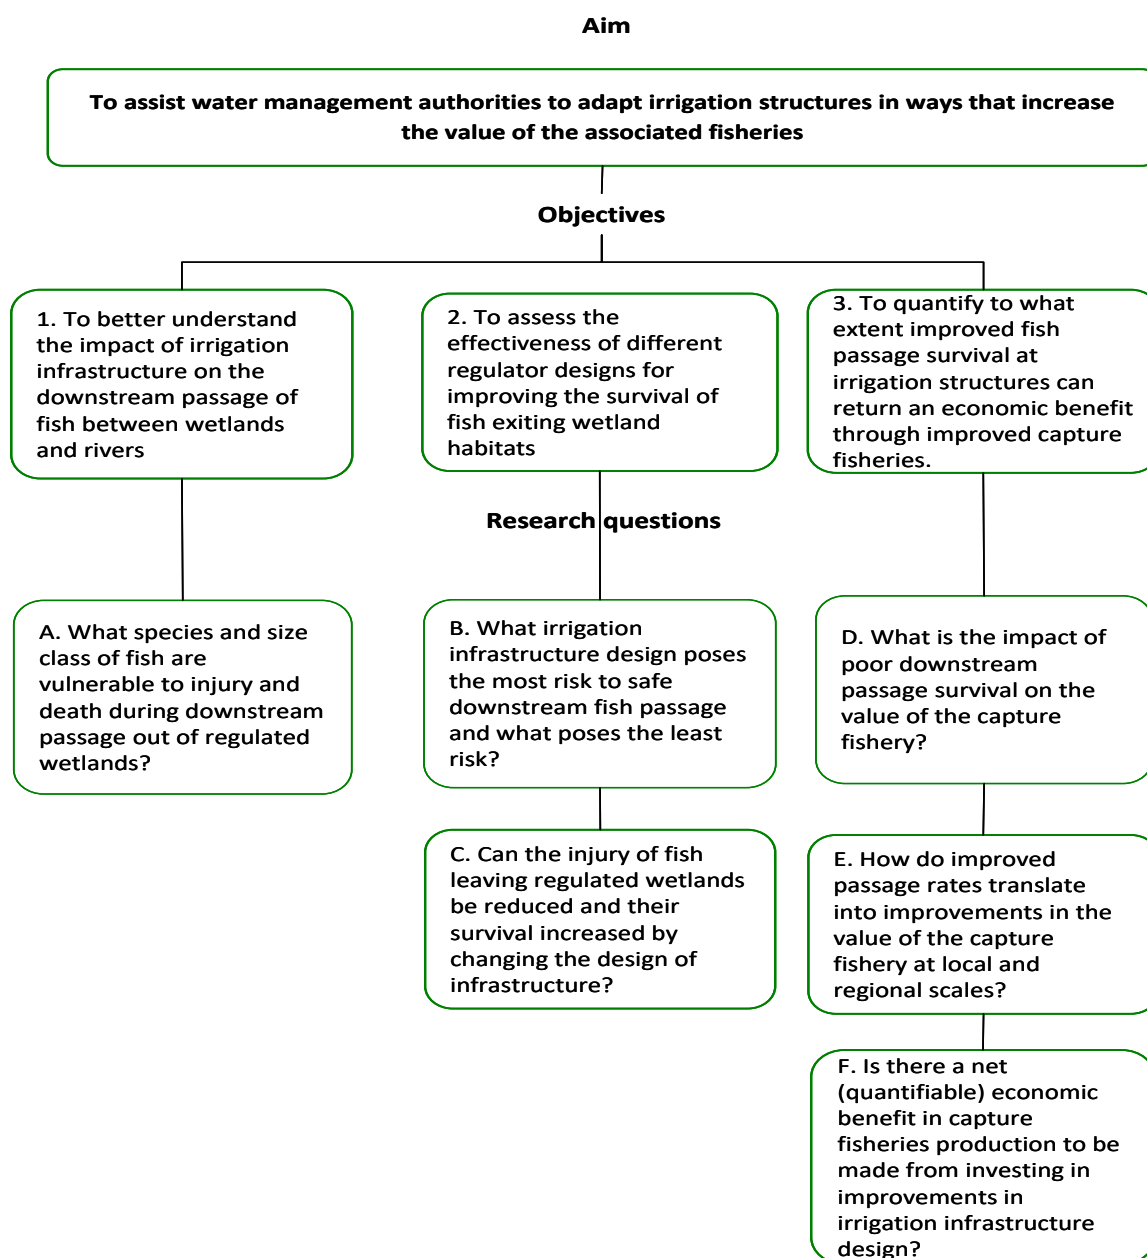 Aim
To assist water management authorities to adapt irrigation structures in ways that increase
the value of the associated fisheries
Objectives
1. To better understand
the impact of irrigation
infrastructure on the
downstream passage of
fish between wetlands
and rivers
2. To assess the
effectiveness of different
regulator designs for
improving the survival of
fish exiting wetland
habitats
3. To quantify to what
extent improved fish
passage survival at
irrigation structures can
return an economic benefit
through improved capture
fisheries.
Research questions
A. What species and size
class of fish are
vulnerable to injury and
death during downstream
passage out of regulated
wetlands?
B. What irrigation
infrastructure design poses
the most risk to safe
downstream fish passage
and what poses the least
risk?
C. Can the injury of fish
leaving regulated wetlands
be reduced and their
survival increased by
changing the design of
infrastructure?
D. What is the impact of
poor downstream
passage survival on the
value of the capture
fishery?
E. How do improved
passage rates translate
into improvements in the
value of the capture
fishery at local and
regional scales?
F. Is there a net
(quantifiable) economic
benefit in capture
fisheries production to be
made from investing in
improvements in
irrigation infrastructure
design?